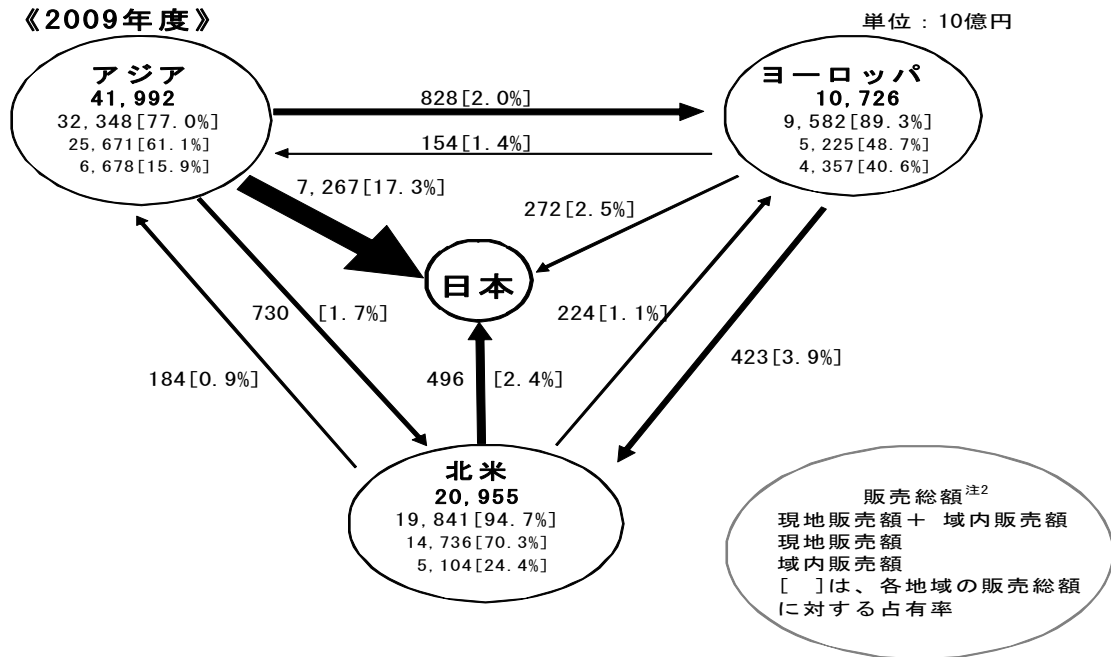 《2009年度》
単位：10億円
アジア
41,992
32,348[77.0%]
25,671[61.1%]
6,678[15.9%]
ヨーロッパ
10,726
9,582[89.3%]
5,225[48.7%]
4,357[40.6%]
828[2.0%]
154[1.4%]
7,267[17.3%]
272[2.5%]
日本
730 [1.7%]
224[1.1%]
423[3.9%]
184[0.9%]
496 [2.4%]
北米
20,955
19,841[94.7%]
14,736[70.3%]
5,104[24.4%]
販売総額注2
現地販売額＋ 域内販売額
現地販売額
域内販売額
[ ]は、各地域の販売総額
に対する占有率